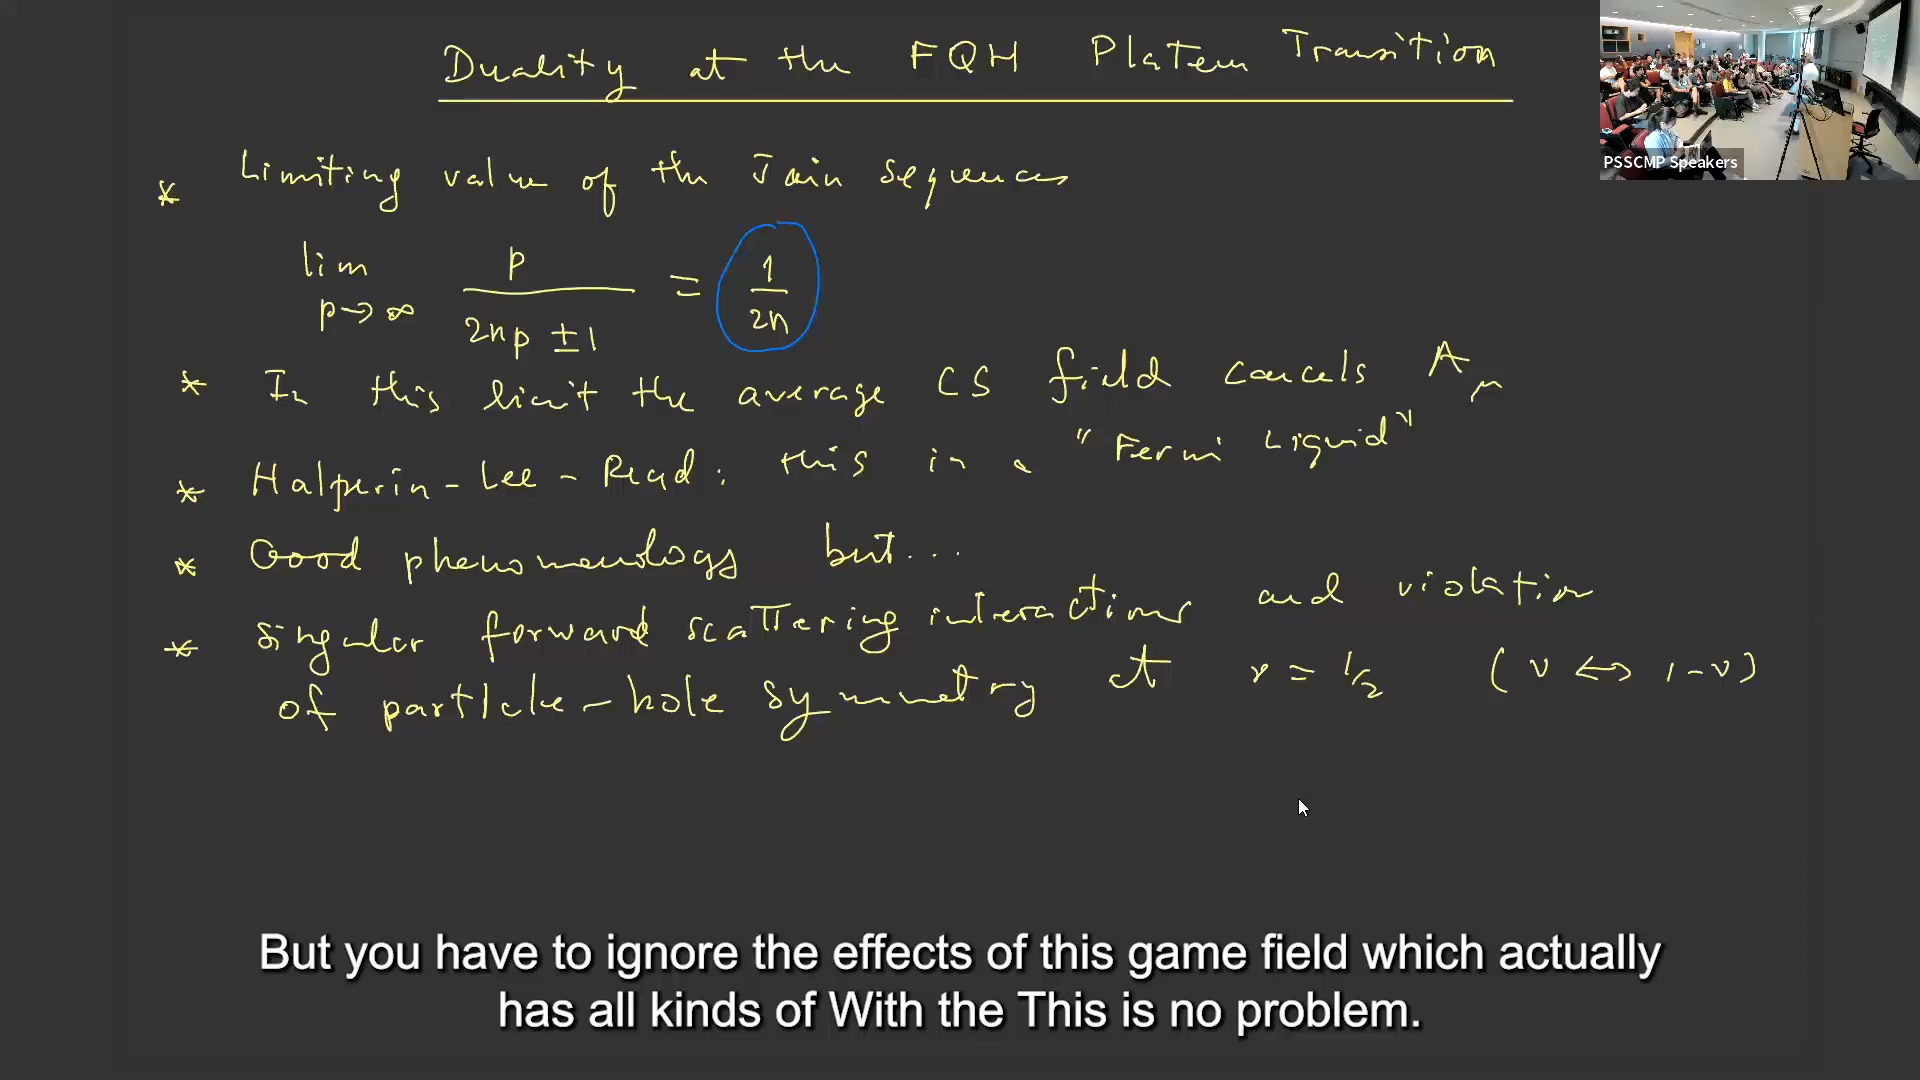 Duality at the FQH Plateau Transition
* Limiting value of the Jain sequences
lim p→∞ p / (2np ± 1) = 1 / 2n
* In this limit the average CS field cancels Aμ
* Halperin-Lee-Read: this is a "Fermi Liquid"
* Good phenomenology but...
* Singular forward scattering interactions and violation
of particle-hole symmetry at ν = 1/2 (ν ↔ 1-ν)
PSSCMP Speakers
But you have to ignore the effects of this game field which actually
has all kinds of With the This is no problem.